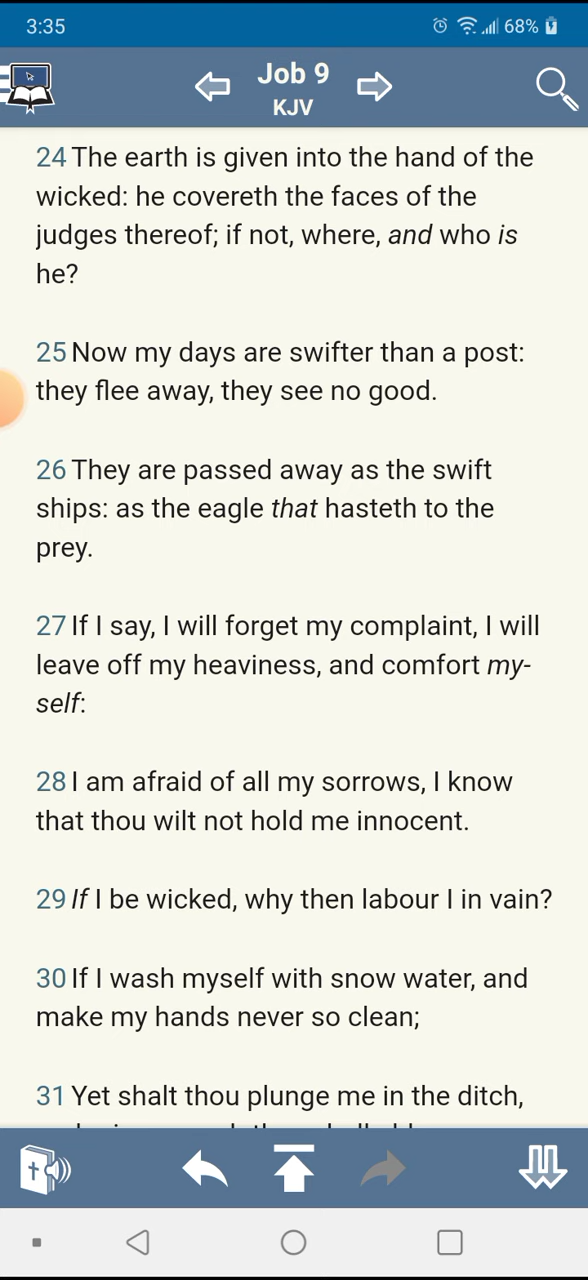 3:35
68%
Job 9
KJV
24 The earth is given into the hand of the
wicked: he covereth the faces of the
judges thereof; if not, where, and who is
he?
25 Now my days are swifter than a post:
they flee away, they see no good.
26 They are passed away as the swift
ships: as the eagle that hasteth to the
prey.
27 If I say, I will forget my complaint, I will
leave off my heaviness, and comfort my-
self:
28 I am afraid of all my sorrows, I know
that thou wilt not hold me innocent.
29 If I be wicked, why then labour I in vain?
30 If I wash myself with snow water, and
make my hands never so clean;
31 Yet shalt thou plunge me in the ditch,